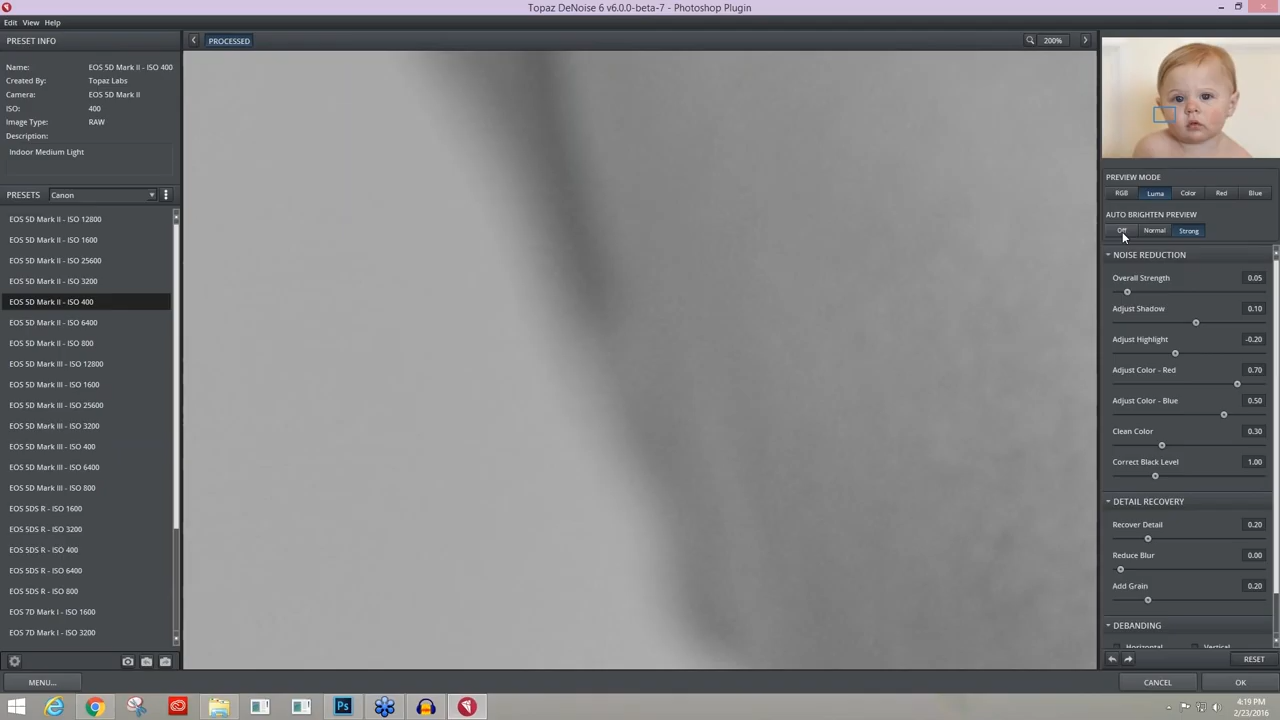 Topaz DeNoise 6 v6.0.0-beta-7 - Photoshop Plugin
Edit View Help
PRESET INFO
PROCESSED
200%
Name: EOS 5D Mark II - ISO 400
Created By: Topaz Labs
Camera: EOS 5D Mark II
ISO: 400
Image Type: RAW
Description:
Indoor Medium Light
PRESETS Canon
EOS 5D Mark II - ISO 12800
EOS 5D Mark II - ISO 1600
EOS 5D Mark II - ISO 25600
EOS 5D Mark II - ISO 3200
EOS 5D Mark II - ISO 400
EOS 5D Mark II - ISO 6400
EOS 5D Mark II - ISO 800
EOS 5D Mark III - ISO 12800
EOS 5D Mark III - ISO 1600
EOS 5D Mark III - ISO 25600
EOS 5D Mark III - ISO 3200
EOS 5D Mark III - ISO 400
EOS 5D Mark III - ISO 6400
EOS 5D Mark III - ISO 800
EOS 5DS R - ISO 1600
EOS 5DS R - ISO 3200
EOS 5DS R - ISO 400
EOS 5DS R - ISO 6400
EOS 5DS R - ISO 800
EOS 7D Mark I - ISO 1600
EOS 7D Mark I - ISO 3200
MENU...
PREVIEW MODE
RGB Luma Color Red Blue
AUTO BRIGHTEN PREVIEW
Off Normal Strong
NOISE REDUCTION
Overall Strength 0.05
Adjust Shadow 0.10
Adjust Highlight -0.20
Adjust Color - Red 0.70
Adjust Color - Blue 0.50
Clean Color 0.30
Correct Black Level 1.00
DETAIL RECOVERY
Recover Detail 0.20
Reduce Blur 0.00
Add Grain 0.20
DEBANDING
Horizontal Vertical
RESET
CANCEL OK
Ps
4:19 PM
2/23/2016